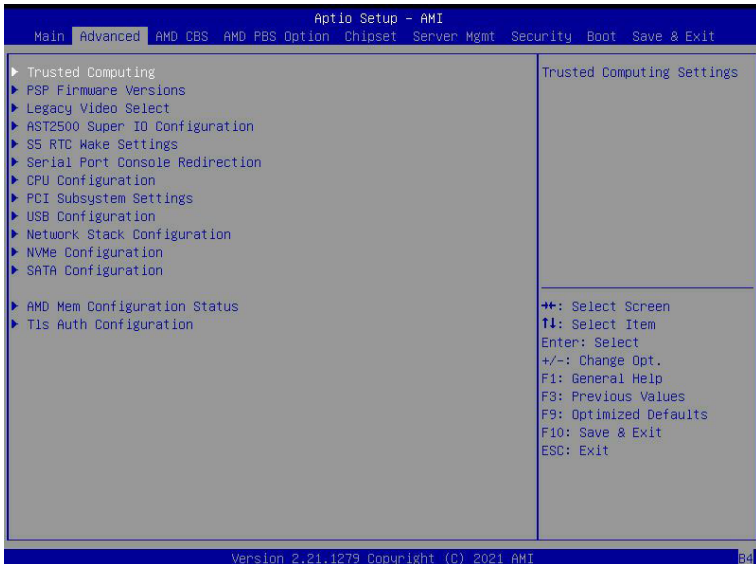 Aptio Setup – AMI
Main Advanced AMD CBS AMD PBS Option Chipset Server Mgmt Security Boot Save & Exit
▶ Trusted Computing
▶ PSP Firmware Versions
▶ Legacy Video Select
▶ AST2500 Super IO Configuration
▶ S5 RTC Wake Settings
▶ Serial Port Console Redirection
▶ CPU Configuration
▶ PCI Subsystem Settings
▶ USB Configuration
▶ Network Stack Configuration
▶ NVMe Configuration
▶ SATA Configuration
▶ AMD Mem Configuration Status
▶ Tls Auth Configuration
Trusted Computing Settings
→←: Select Screen
↑↓: Select Item
Enter: Select
+/-: Change Opt.
F1: General Help
F3: Previous Values
F9: Optimized Defaults
F10: Save & Exit
ESC: Exit
Version 2.21.1279 Copyright (C) 2021 AMI
B4